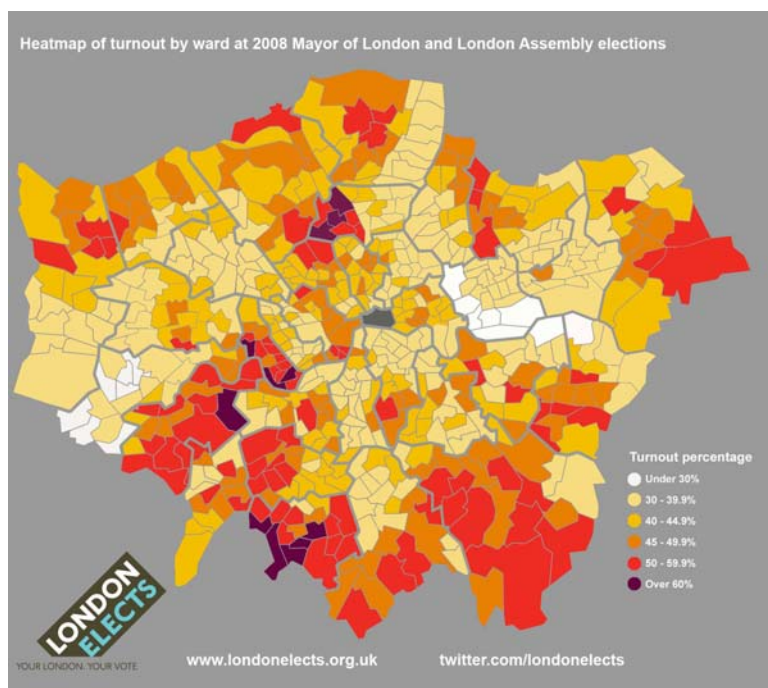 Heatmap of turnout by ward at 2008 Mayor of London and London Assembly elections
Turnout percentage
Under 30%
30 - 39.9%
40 - 44.9%
45 - 49.9%
50 - 59.9%
Over 60%
LONDON
ELECTS
YOUR LONDON. YOUR VOTE
www.londonelects.org.uk
twitter.com/londonelects